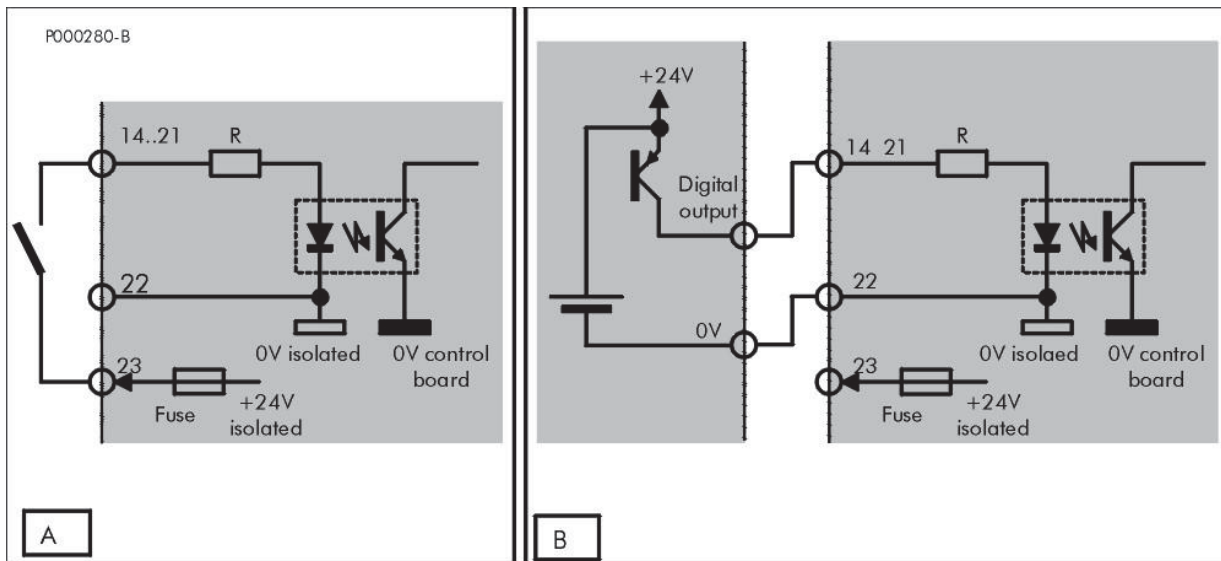 P000280-B
14..21
R
22
0V isolated
0V control
board
23
Fuse
+24V
isolated
A
+24V
Digital
output
0V
14 21
R
22
0V isolaed
0V control
board
23
Fuse
+24V
isolated
B